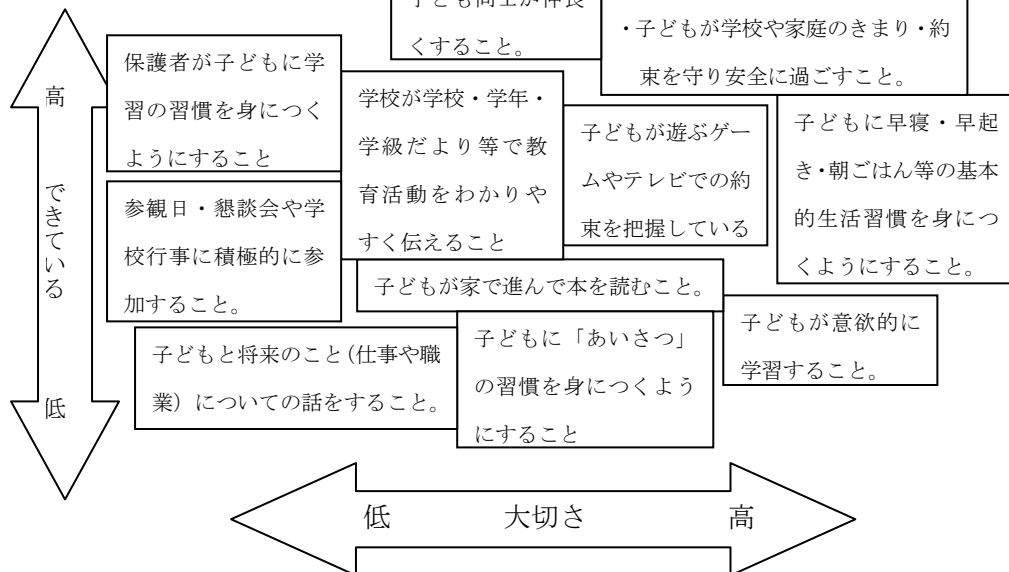 子ども同士が仲良
くすること。
・子どもが学校や家庭のきまり・約
束を守り安全に過ごすこと。
高
できている
低
保護者が子どもに学
習の習慣を身につく
ようにすること
学校が学校・学年・
学級だより等で教
育活動をわかりや
すく伝えること
子どもが遊ぶゲー
ムやテレビでの約
束を把握している
子どもに早寝・早起
き・朝ごはん等の基本
的生活習慣を身につ
くようにすること。
参観日・懇談会や学
校行事に積極的に参
加すること。
子どもが家で進んで本を読むこと。
子どもが意欲的に
学習すること。
子どもと将来のこと(仕事や職
業）についての話をすること。
子どもに「あいさつ」
の習慣を身につくよう
にすること
低 大切さ 高